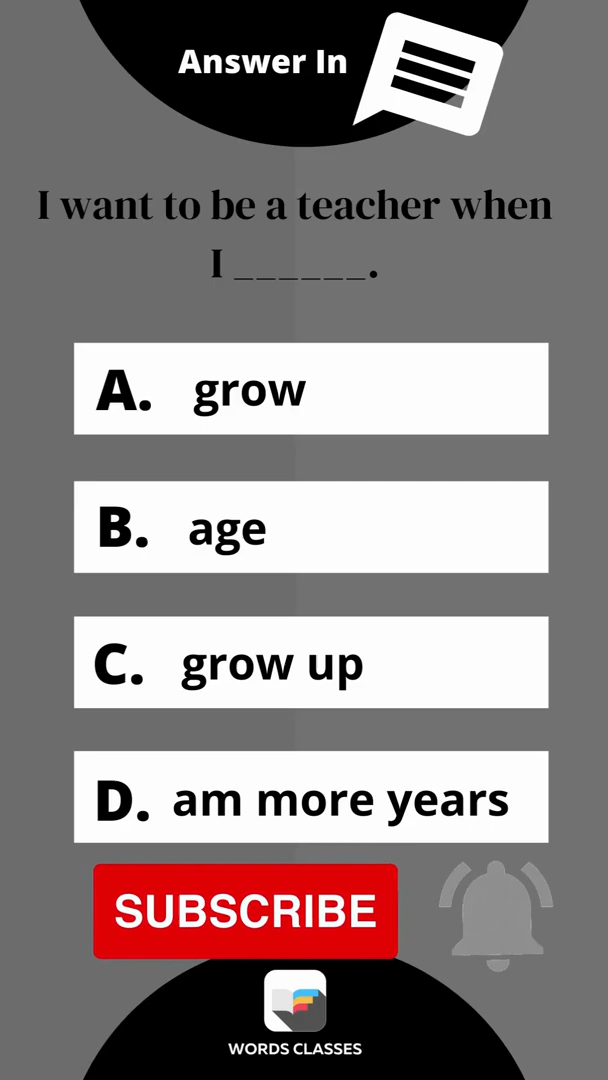 Answer In
I want to be a teacher when
I ______.
A. grow
B. age
C. grow up
D. am more years
SUBSCRIBE
WORDS CLASSES